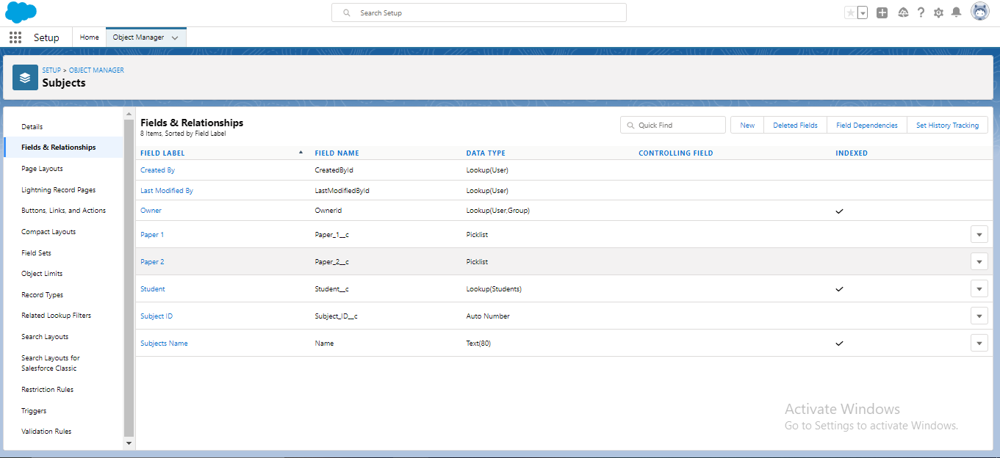 Search Setup
Setup
Home
Object Manager
SETUP > OBJECT MANAGER
Subjects
Details
Fields & Relationships
Page Layouts
Lightning Record Pages
Buttons, Links, and Actions
Compact Layouts
Field Sets
Object Limits
Record Types
Related Lookup Filters
Search Layouts
Search Layouts for
Salesforce Classic
Restriction Rules
Triggers
Validation Rules
Fields & Relationships
8 Items, Sorted by Field Label
Quick Find
New
Deleted Fields
Field Dependencies
Set History Tracking
FIELD LABEL FIELD NAME DATA TYPE CONTROLLING FIELD INDEXED
Created By CreatedById Lookup(User)
Last Modified By LastModifiedById Lookup(User)
Owner OwnerId Lookup(User,Group)
Paper 1 Paper_1__c Picklist
Paper 2 Paper_2__c Picklist
Student Student__c Lookup(Students)
Subject ID Subject_ID__c Auto Number
Subjects Name Name Text(80)
Activate Windows
Go to Settings to activate Windows.